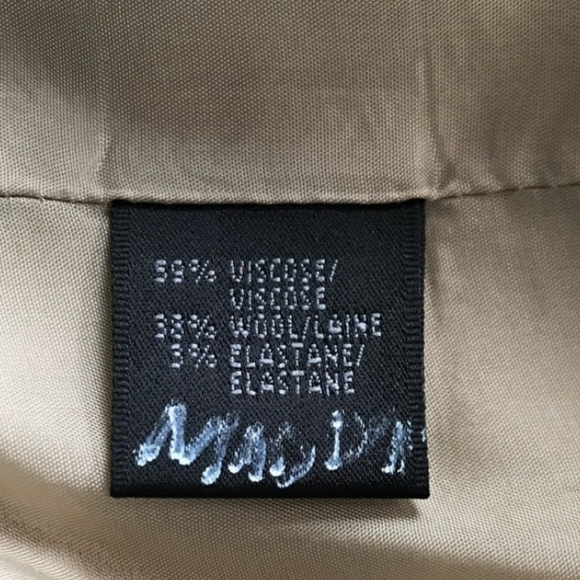 59% VISCOSE/
VISCOSE
38% WOOL/LAINE
3% ELASTANE/
ELASTANE